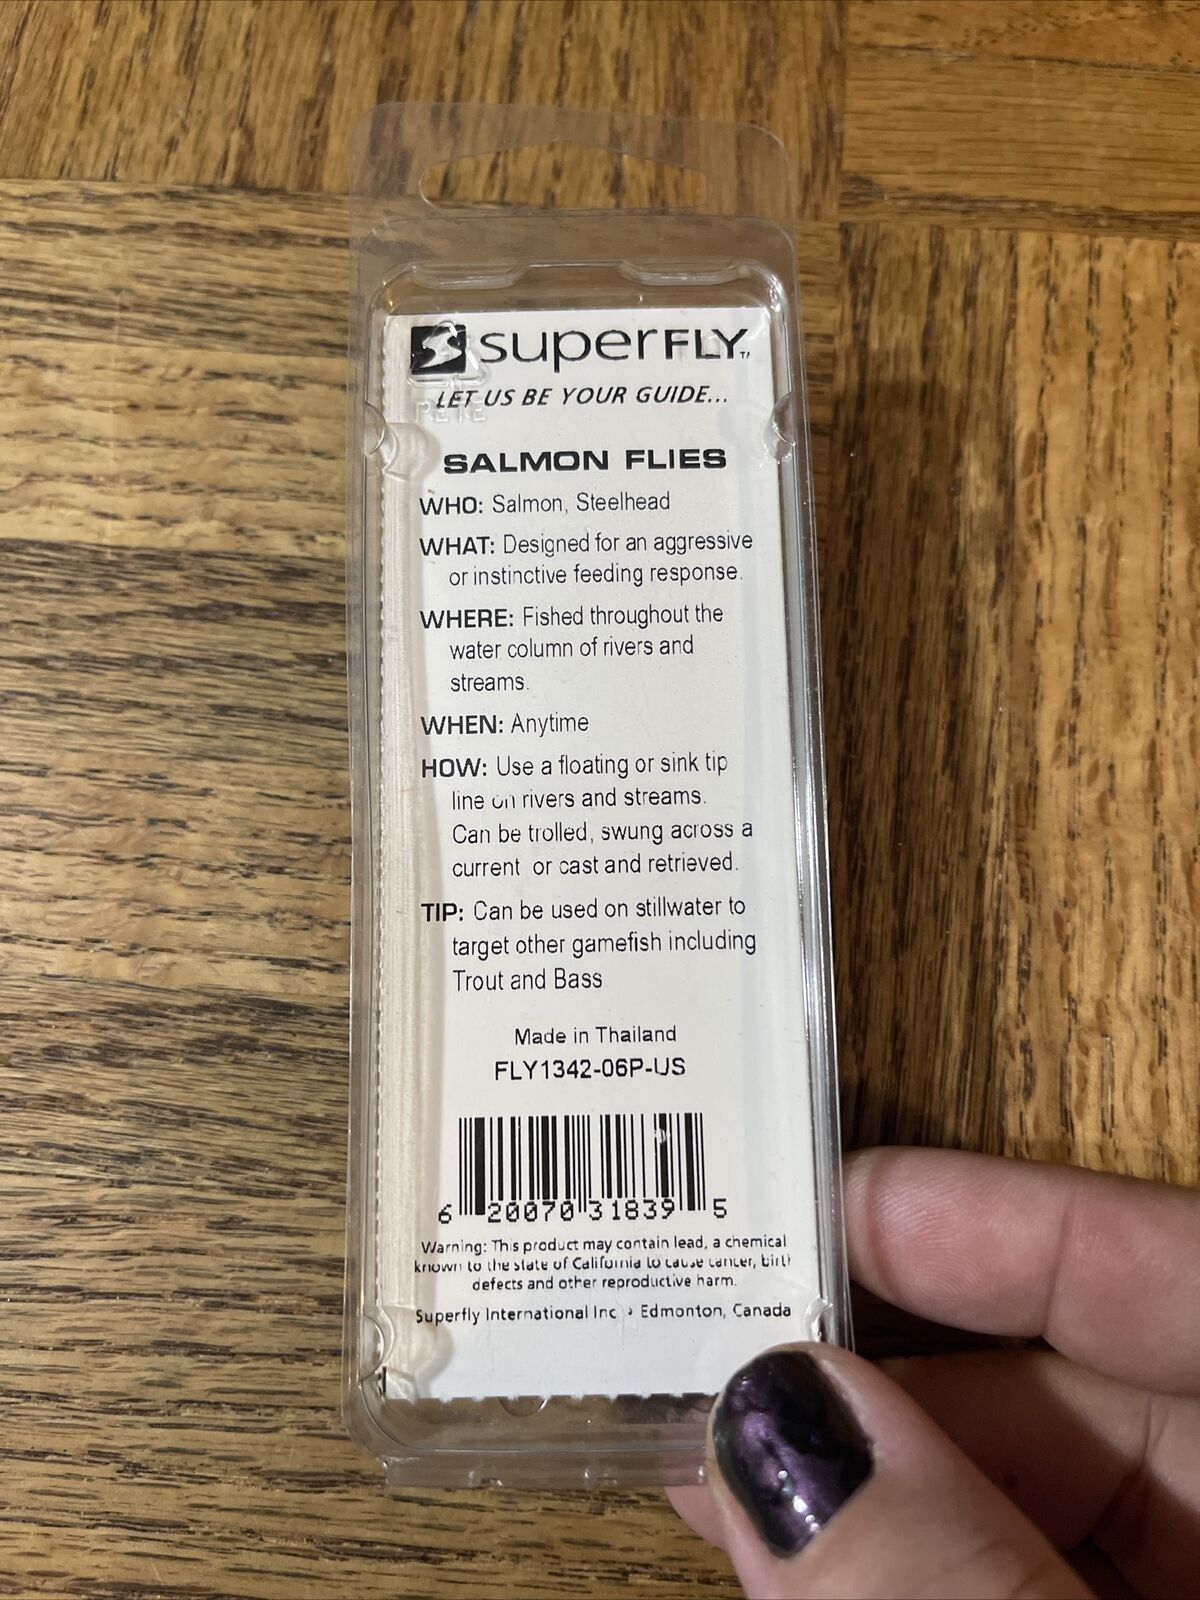 superFLY™
LET US BE YOUR GUIDE...
PETE
SALMON FLIES
WHO: Salmon, Steelhead
WHAT: Designed for an aggressive
or instinctive feeding response.
WHERE: Fished throughout the
water column of rivers and
streams.
WHEN: Anytime
HOW: Use a floating or sink tip
line on rivers and streams.
Can be trolled, swung across a
current or cast and retrieved.
TIP: Can be used on stillwater to
target other gamefish including
Trout and Bass
Made in Thailand
FLY1342-06P-US
6 20070 31839 5
Warning: This product may contain lead, a chemical
known to the state of California to cause cancer, birth
defects and other reproductive harm.
Superfly International Inc • Edmonton, Canada